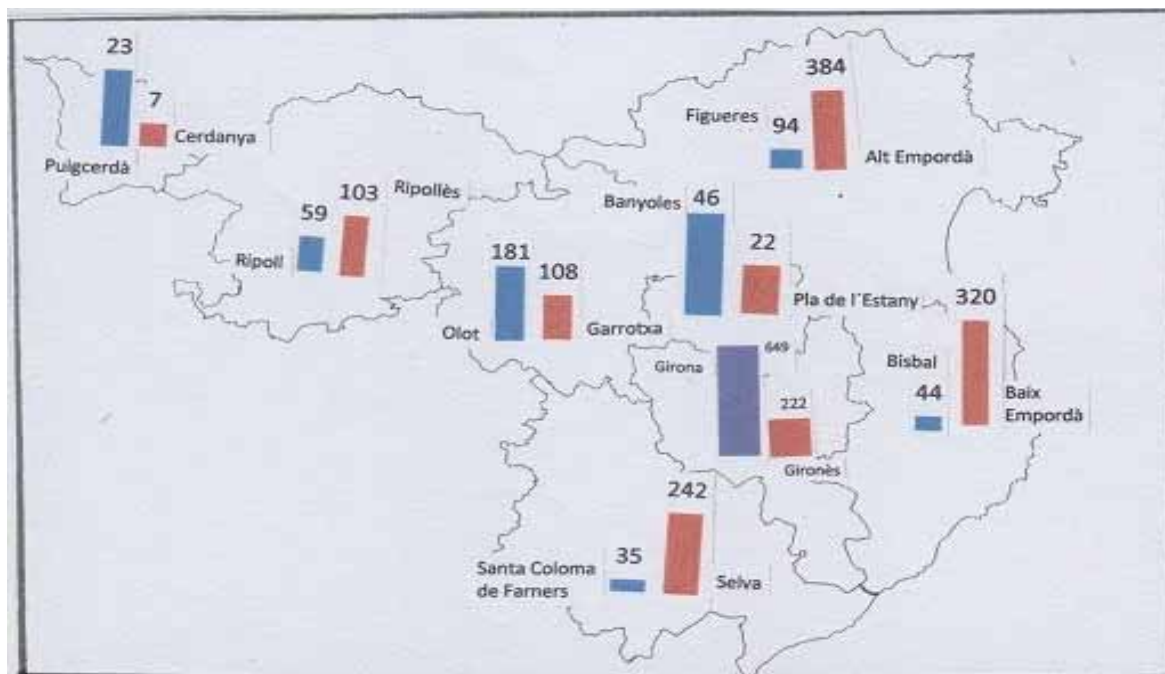 23
7
Cerdanya
Puigcerdà
384
Figueres
94
Alt Empordà
Ripollès
103
59
Ripoll
Banyoles
46
22
Pla de l´Estany
181
108
Olot
Garrotxa
320
Bisbal
44
Baix
Empordà
649
Girona
222
Gironès
242
35
Santa Coloma
de Farners
Selva